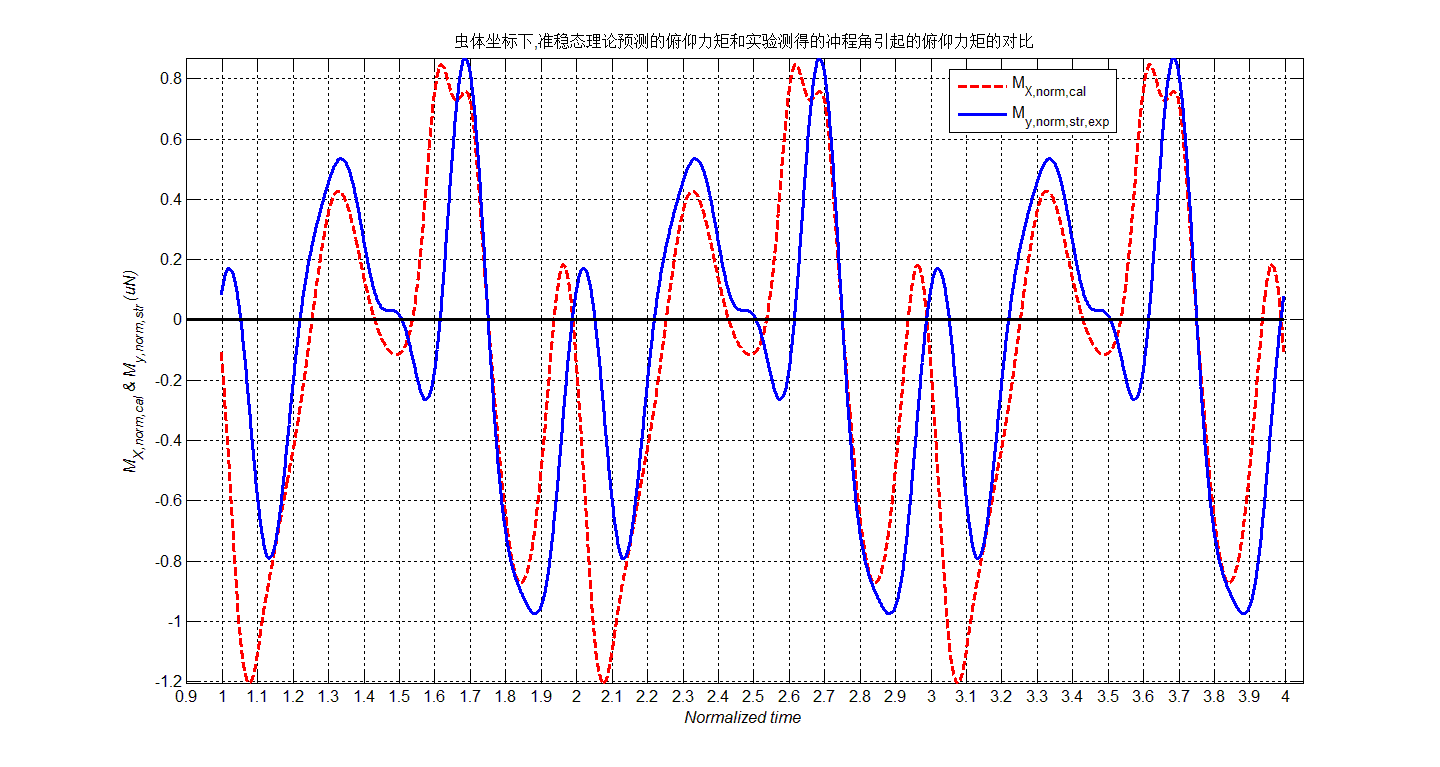 虫体坐标下,准稳态理论预测的俯仰力矩和实验测得的冲程角引起的俯仰力矩的对比
M X,norm,cal
M y,norm,str,exp
M X,norm,cal & M y,norm,str (uN)
0.8
0.6
0.4
0.2
0
-0.2
-0.4
-0.6
-0.8
-1
-1.2
0.9 1 1.1 1.2 1.3 1.4 1.5 1.6 1.7 1.8 1.9 2 2.1 2.2 2.3 2.4 2.5 2.6 2.7 2.8 2.9 3 3.1 3.2 3.3 3.4 3.5 3.6 3.7 3.8 3.9 4
Normalized time